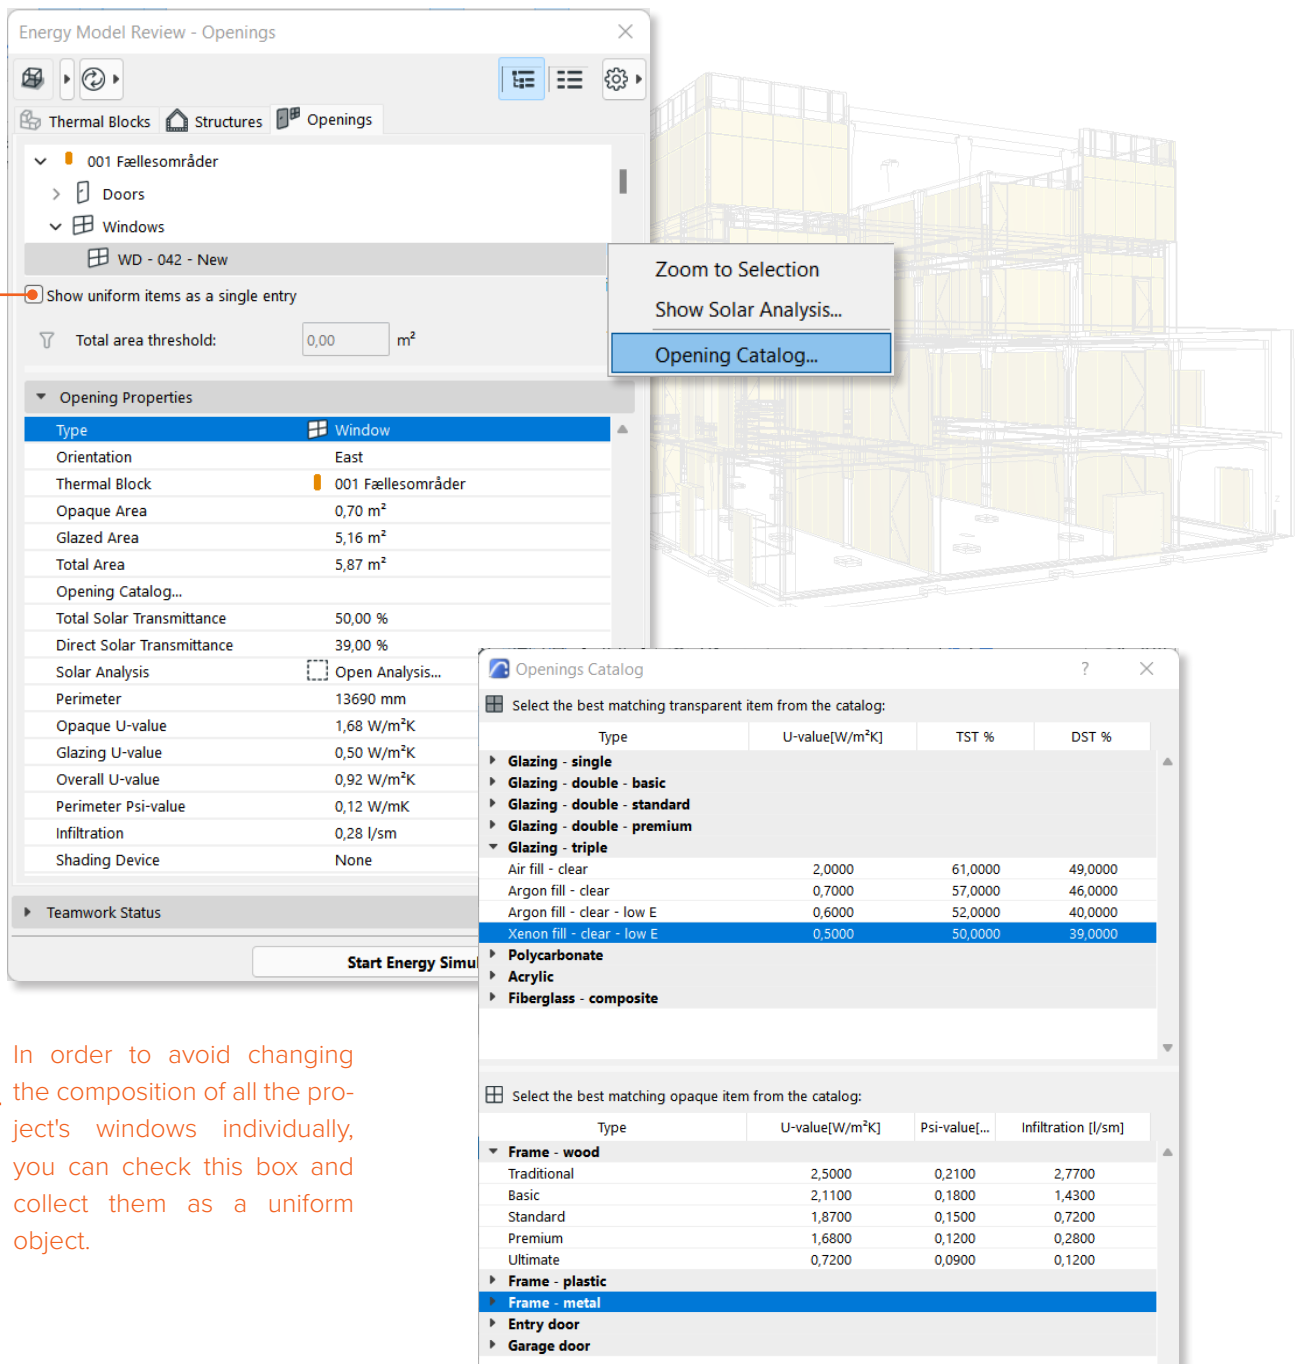 Energy Model Review - Openings
Thermal Blocks Structures Openings
001 Fællesområder
Doors
Windows
WD - 042 - New
Show uniform items as a single entry
Total area threshold: 0,00 m²
Zoom to Selection
Show Solar Analysis...
Opening Catalog...
Opening Properties
Type Window
Orientation East
Thermal Block 001 Fællesområder
Opaque Area 0,70 m²
Glazed Area 5,16 m²
Total Area 5,87 m²
Opening Catalog...
Total Solar Transmittance 50,00 %
Direct Solar Transmittance 39,00 %
Solar Analysis Open Analysis...
Perimeter 13690 mm
Opaque U-value 1,68 W/m²K
Glazing U-value 0,50 W/m²K
Overall U-value 0,92 W/m²K
Perimeter Psi-value 0,12 W/mK
Infiltration 0,28 l/sm
Shading Device None
Teamwork Status
Start Energy Simul
Openings Catalog ?
Select the best matching transparent item from the catalog:
Type U-value[W/m²K] TST % DST %
Glazing - single
Glazing - double - basic
Glazing - double - standard
Glazing - double - premium
Glazing - triple
Air fill - clear 2,0000 61,0000 49,0000
Argon fill - clear 0,7000 57,0000 46,0000
Argon fill - clear - low E 0,6000 52,0000 40,0000
Xenon fill - clear - low E 0,5000 50,0000 39,0000
Polycarbonate
Acrylic
Fiberglass - composite
Select the best matching opaque item from the catalog:
Type U-value[W/m²K] Psi-value[... Infiltration [l/sm]
Frame - wood
Traditional 2,5000 0,2100 2,7700
Basic 2,1100 0,1800 1,4300
Standard 1,8700 0,1500 0,7200
Premium 1,6800 0,1200 0,2800
Ultimate 0,7200 0,0900 0,1200
Frame - plastic
Frame - metal
Entry door
Garage door
In order to avoid changing
the composition of all the pro-
ject's windows individually,
you can check this box and
collect them as a uniform
object.